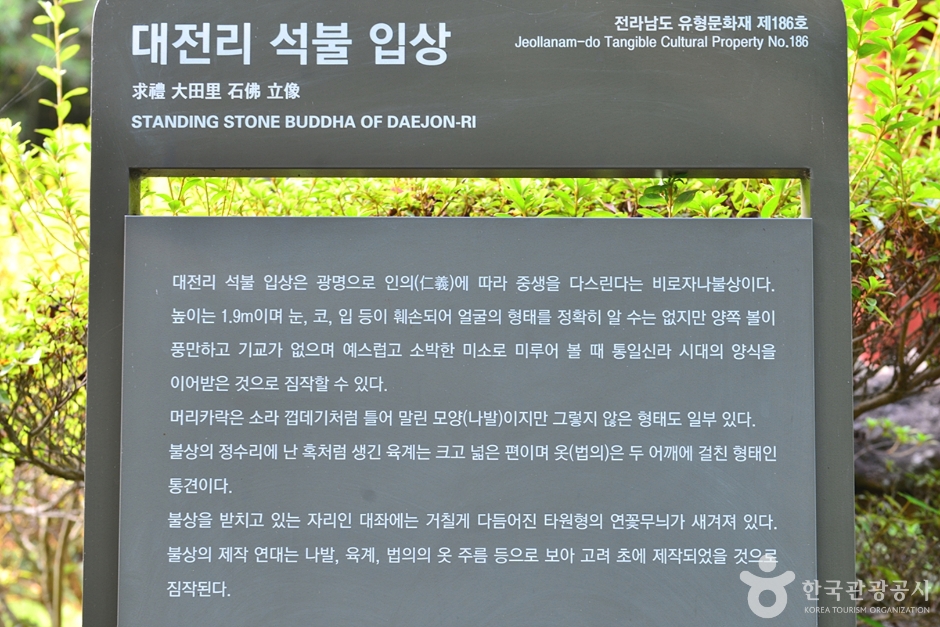 대전리 석불 입상
전라남도 유형문화재 제186호
Jeollanam-do Tangible Cultural Property No.186
求禮 大田里 石佛 立像
STANDING STONE BUDDHA OF DAEJON-RI
대전리 석불 입상은 광명으로 인의(仁義)에 따라 중생을 다스린다는 비로자나불상이다.
높이는 1.9m이며 눈, 코, 입 등이 훼손되어 얼굴의 형태를 정확히 알 수는 없지만 양쪽 볼이
풍만하고 기교가 없으며 예스럽고 소박한 미소로 미루어 볼 때 통일신라 시대의 양식을
이어받은 것으로 짐작할 수 있다.
머리카락은 소라 껍데기처럼 틀어 말린 모양(나발)이지만 그렇지 않은 형태도 일부 있다.
불상의 정수리에 난 혹처럼 생긴 육계는 크고 넓은 편이며 옷(법의)은 두 어깨에 걸친 형태인
통견이다.
불상을 받치고 있는 자리인 대좌에는 거칠게 다듬어진 타원형의 연꽃무늬가 새겨져 있다.
불상의 제작 연대는 나발, 육계, 법의의 옷 주름 등으로 보아 고려 초에 제작되었을 것으로
짐작된다.
한국관광공사
KOREA TOURISM ORGANIZATION